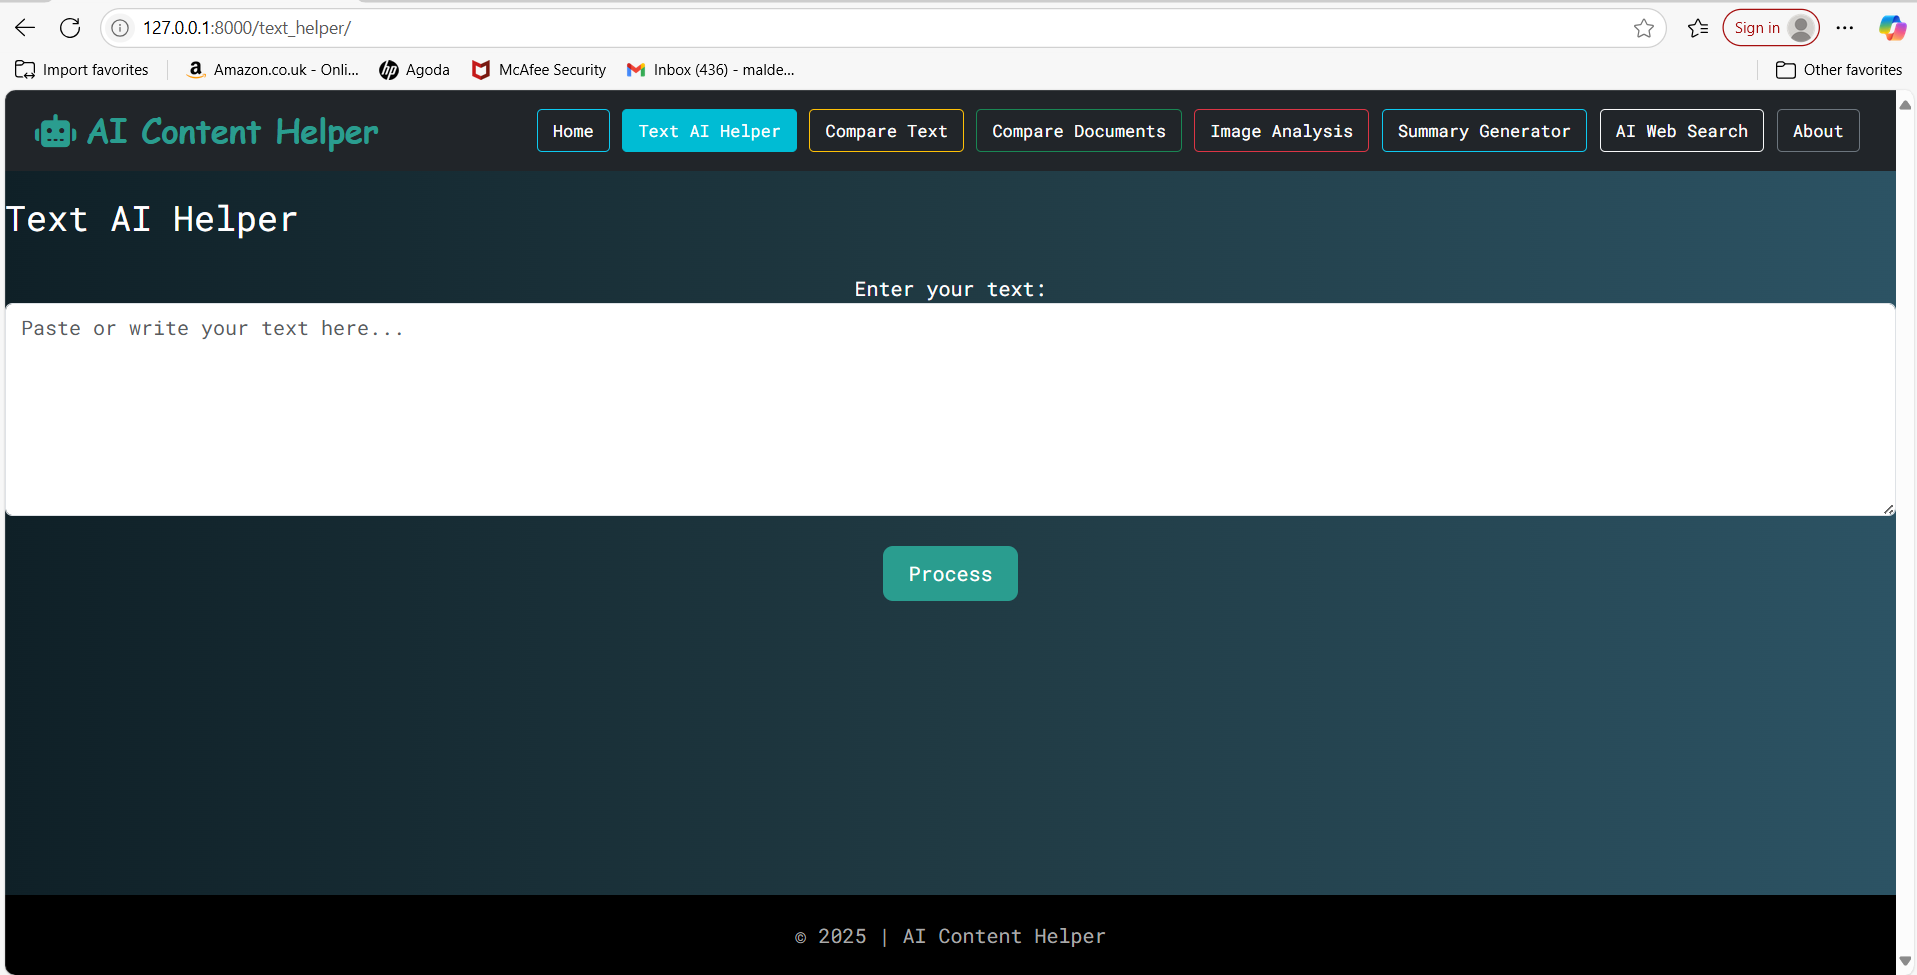 127.0.0.1:8000/text_helper/
Sign in
Import favorites
Amazon.co.uk - Onli...
Agoda
McAfee Security
Inbox (436) - malde...
Other favorites
AI Content Helper
Home
Text AI Helper
Compare Text
Compare Documents
Image Analysis
Summary Generator
AI Web Search
About
Text AI Helper
Enter your text:
Paste or write your text here...
Process
© 2025 | AI Content Helper